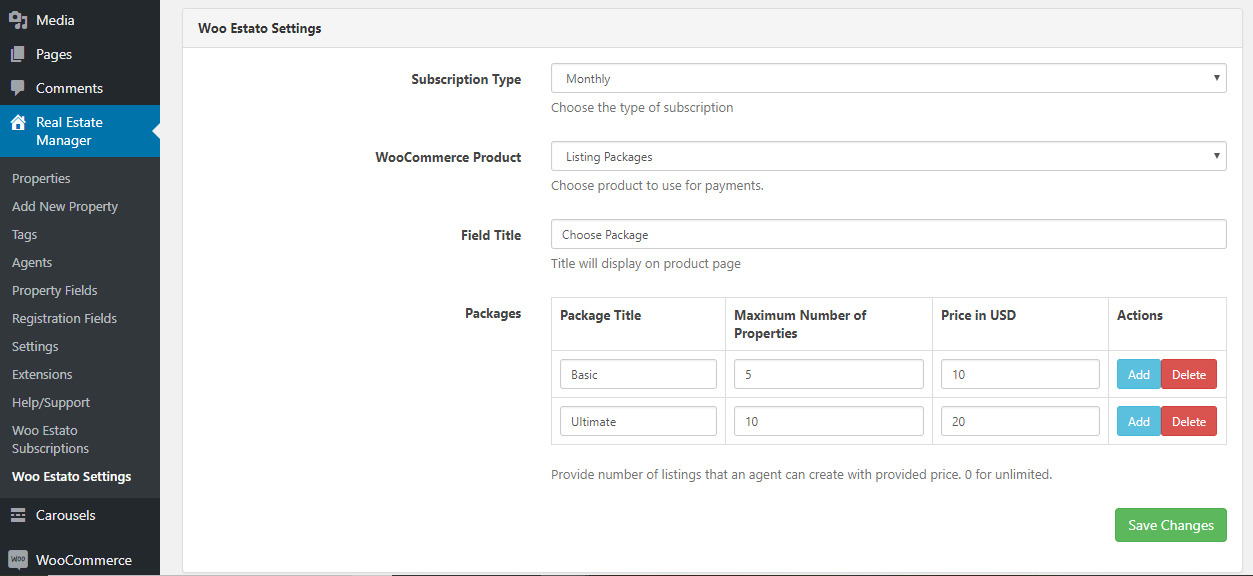 Media
Pages
Comments
Real Estate
Manager
Properties
Add New Property
Tags
Agents
Property Fields
Registration Fields
Settings
Extensions
Help/Support
Woo Estato
Subscriptions
Woo Estato Settings
Carousels
Woo
WooCommerce
Woo Estato Settings
Subscription Type
Monthly
Choose the type of subscription
WooCommerce Product
Listing Packages
Choose product to use for payments.
Field Title
Choose Package
Title will display on product page
Packages
Package Title
Maximum Number of
Properties
Price in USD
Actions
Basic
5
10
Add
Delete
Ultimate
10
20
Add
Delete
Provide number of listings that an agent can create with provided price. 0 for unlimited.
Save Changes